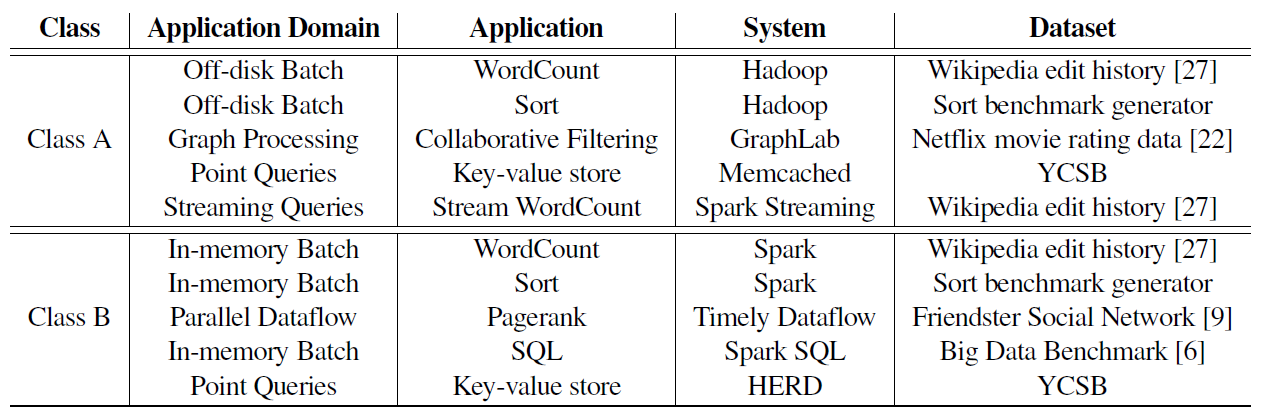 Class Application Domain Application System Dataset
Off-disk Batch WordCount Hadoop Wikipedia edit history [27]
Off-disk Batch Sort Hadoop Sort benchmark generator
Class A Graph Processing Collaborative Filtering GraphLab Netflix movie rating data [22]
Point Queries Key-value store Memcached YCSB
Streaming Queries Stream WordCount Spark Streaming Wikipedia edit history [27]
In-memory Batch WordCount Spark Wikipedia edit history [27]
In-memory Batch Sort Spark Sort benchmark generator
Class B Parallel Dataflow Pagerank Timely Dataflow Friendster Social Network [9]
In-memory Batch SQL Spark SQL Big Data Benchmark [6]
Point Queries Key-value store HERD YCSB